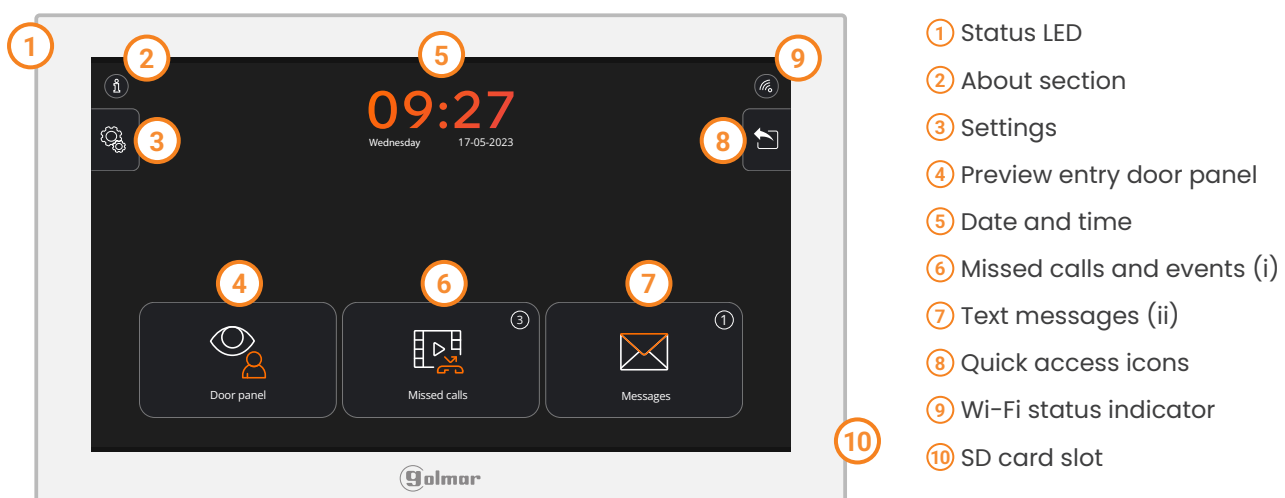 1
2
5
9
09:27
Wednesday 17-05-2023
3
8
4
6
7
3
1
Door panel
Missed calls
Messages
10
golmar
1 Status LED
2 About section
3 Settings
4 Preview entry door panel
5 Date and time
6 Missed calls and events (i)
7 Text messages (ii)
8 Quick access icons
9 Wi-Fi status indicator
10 SD card slot